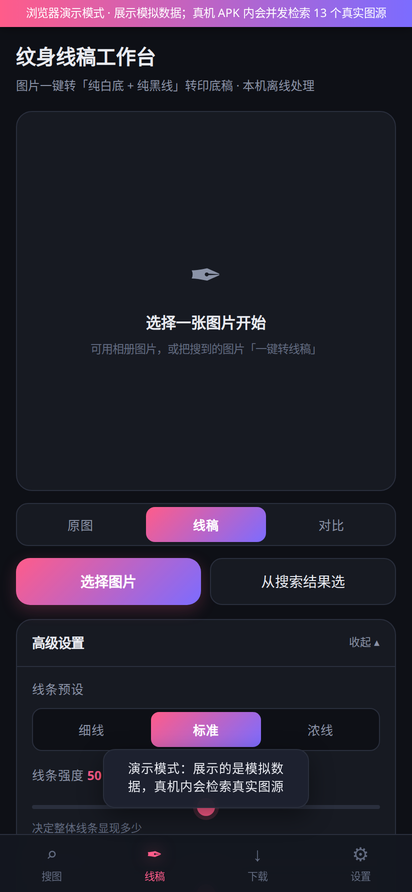 浏览器演示模式 · 展示模拟数据；真机 APK 内会并发检索 13 个真实图源
纹身线稿工作台
图片一键转「纯白底 + 纯黑线」转印底稿 · 本机离线处理
选择一张图片开始
可用相册图片，或把搜到的图片「一键转线稿」
原图
线稿
对比
选择图片
从搜索结果选
高级设置
收起 ▴
线条预设
细线
标准
浓线
线条强度 50
演示模式：展示的是模拟数
据，真机内会检索真实图源
决定整体线条显现多少
搜图
线稿
下载
设置